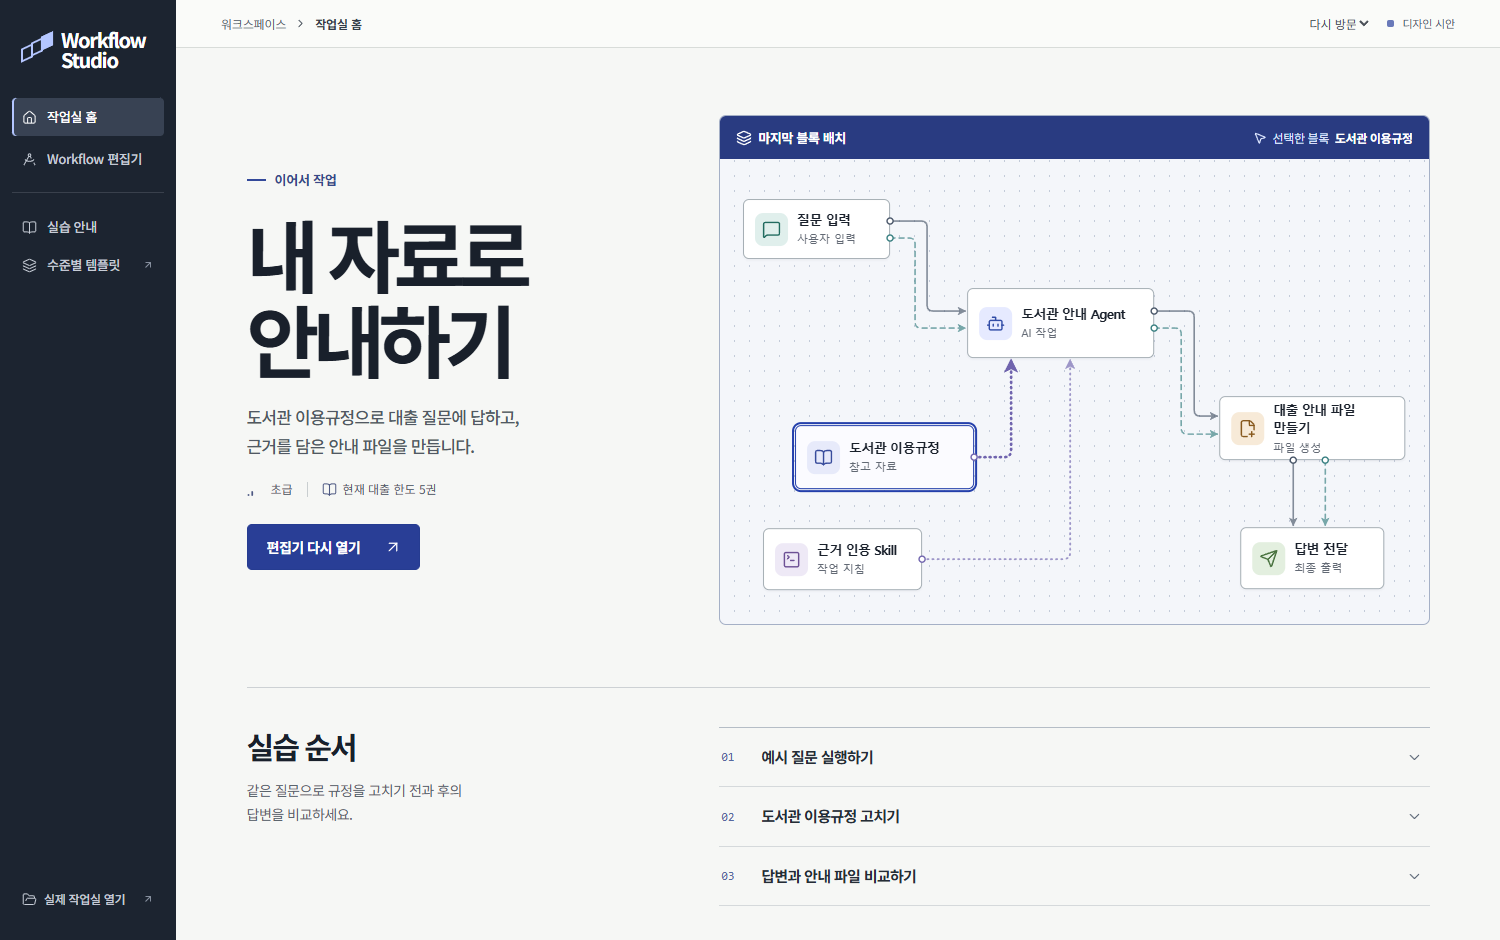 Workflow
Studio
작업실 홈
Workflow 편집기
실습 안내
수준별 템플릿
실제 작업실 열기
워크스페이스 > 작업실 홈
다시 방문
디자인 시안
이어서 작업
내 자료로
안내하기
도서관 이용규정으로 대출 질문에 답하고,
근거를 담은 안내 파일을 만듭니다.
초급
현재 대출 한도 5권
편집기 다시 열기
마지막 블록 배치
선택한 블록 도서관 이용규정
질문 입력
사용자 입력
도서관 안내 Agent
AI 작업
도서관 이용규정
참고 자료
근거 인용 Skill
작업 지침
대출 안내 파일
만들기
파일 생성
답변 전달
최종 출력
실습 순서
같은 질문으로 규정을 고치기 전과 후의
답변을 비교하세요.
01 예시 질문 실행하기
02 도서관 이용규정 고치기
03 답변과 안내 파일 비교하기